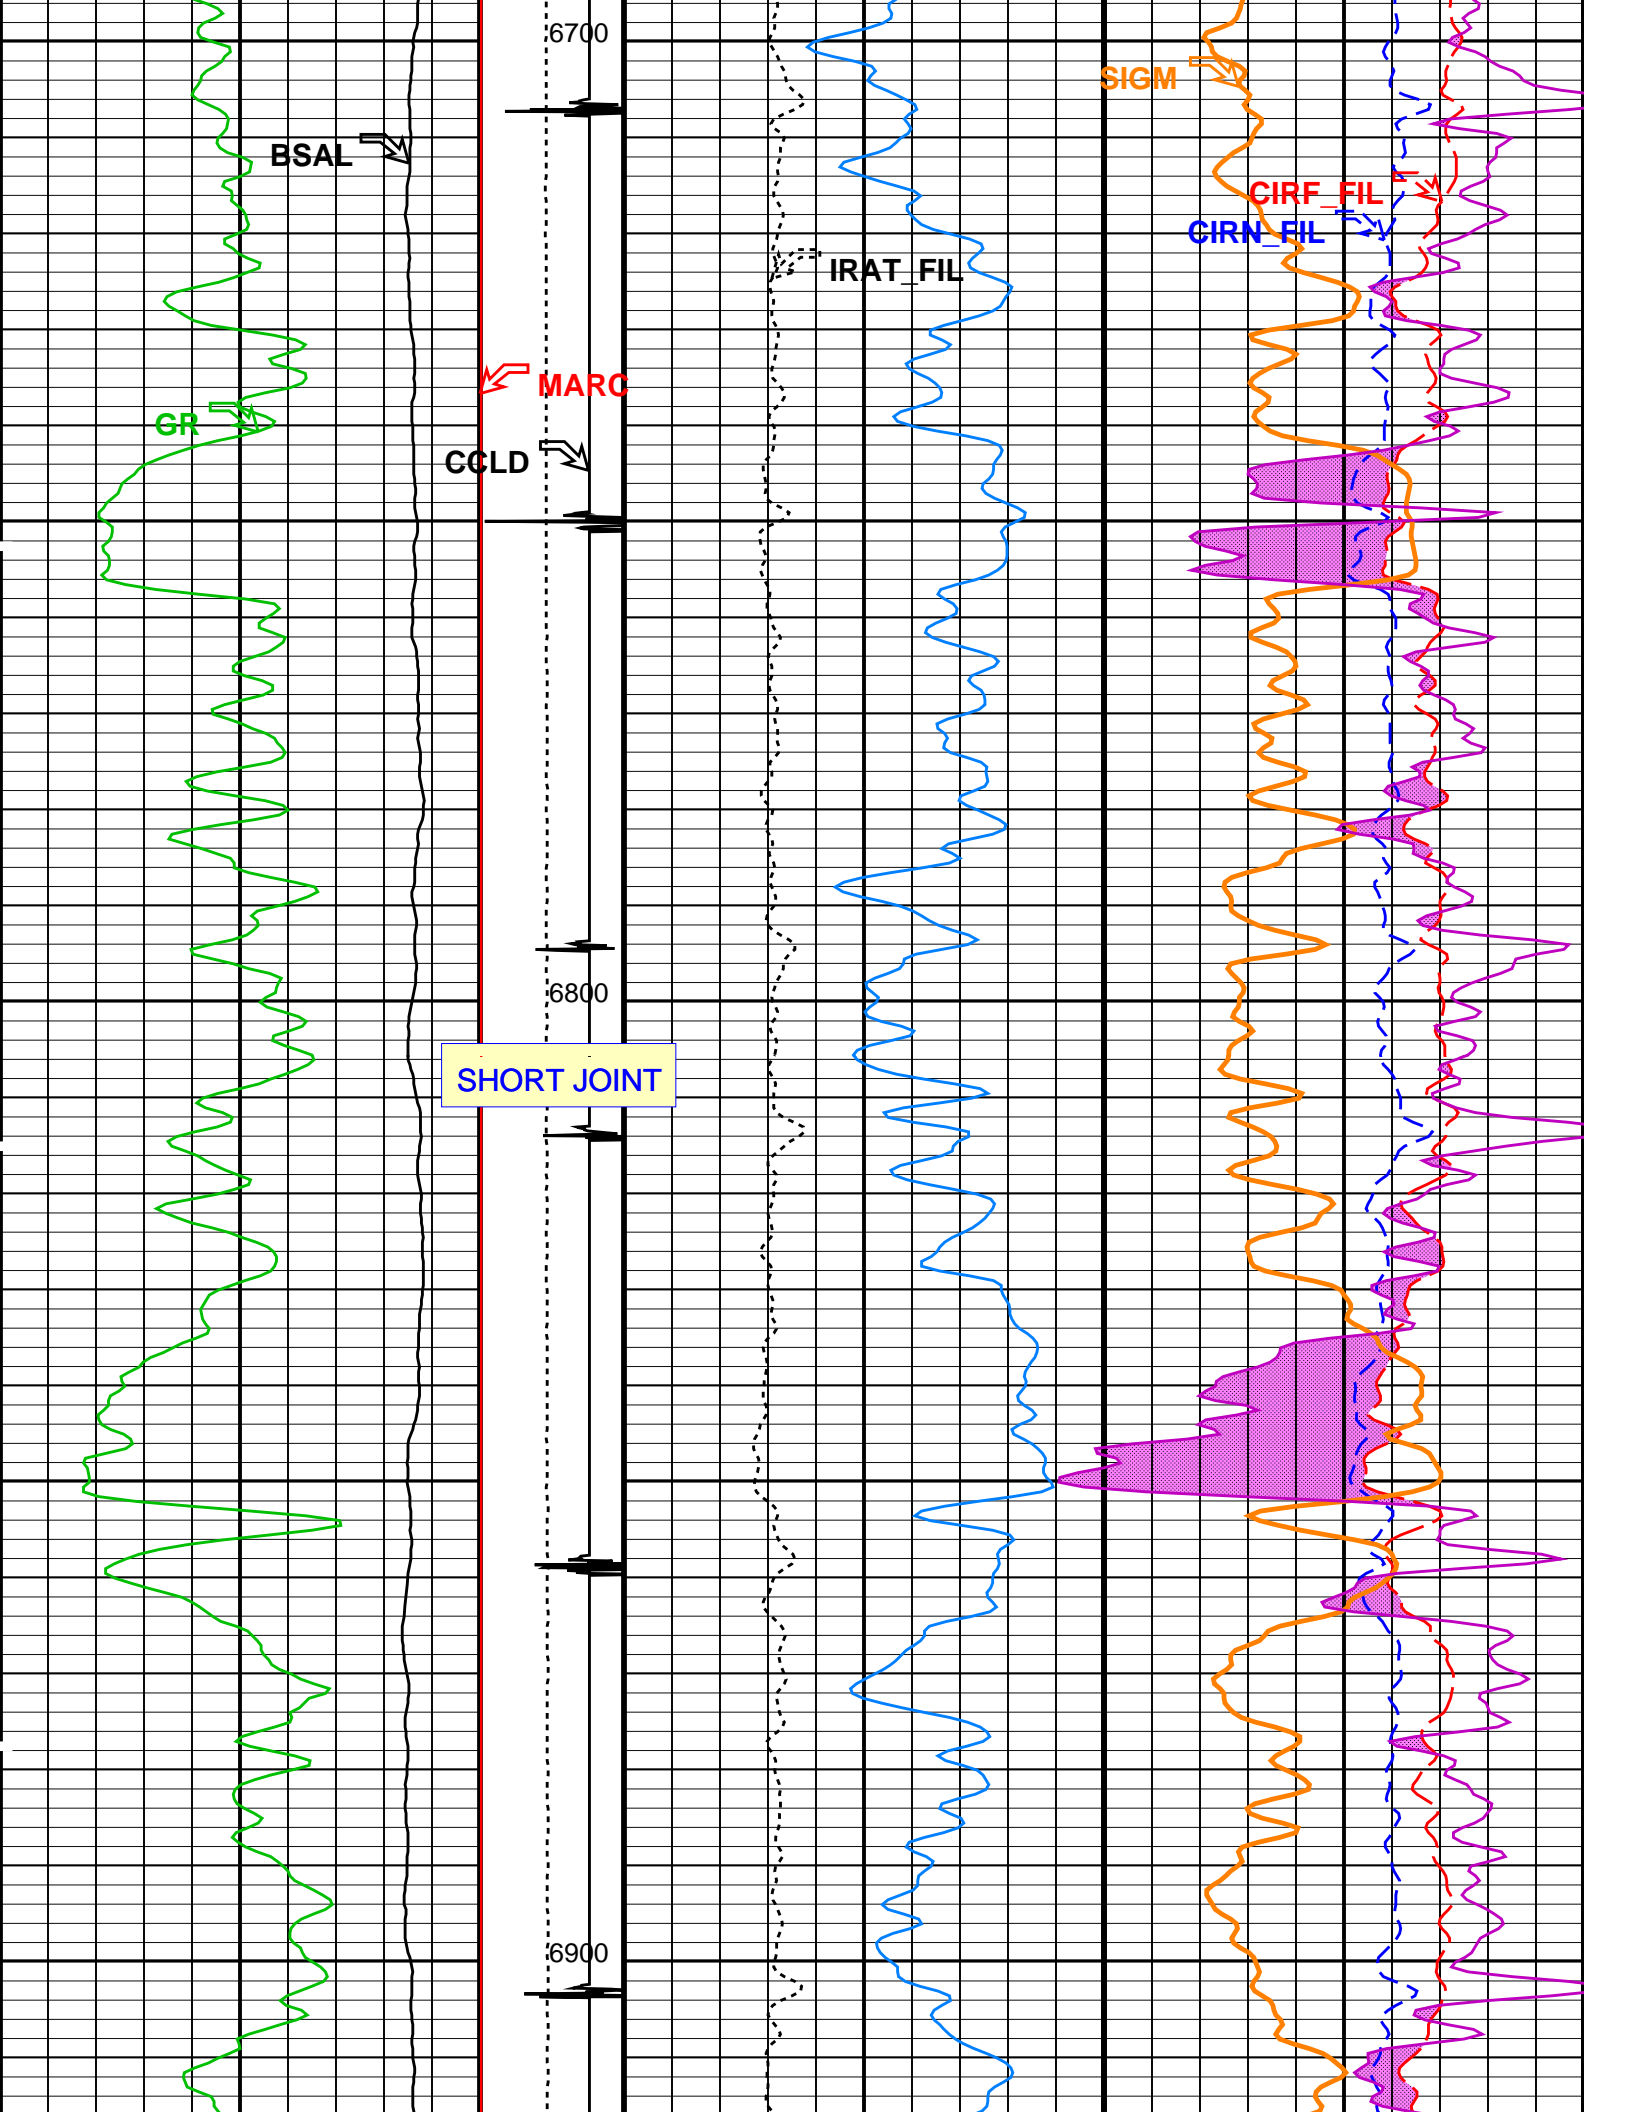 6700
SIGM
BSAL
CIRF_FIL
CIRN_FIL
IRAT_FIL
MARC
GR
CCLD
6800
SHORT JOINT
6900